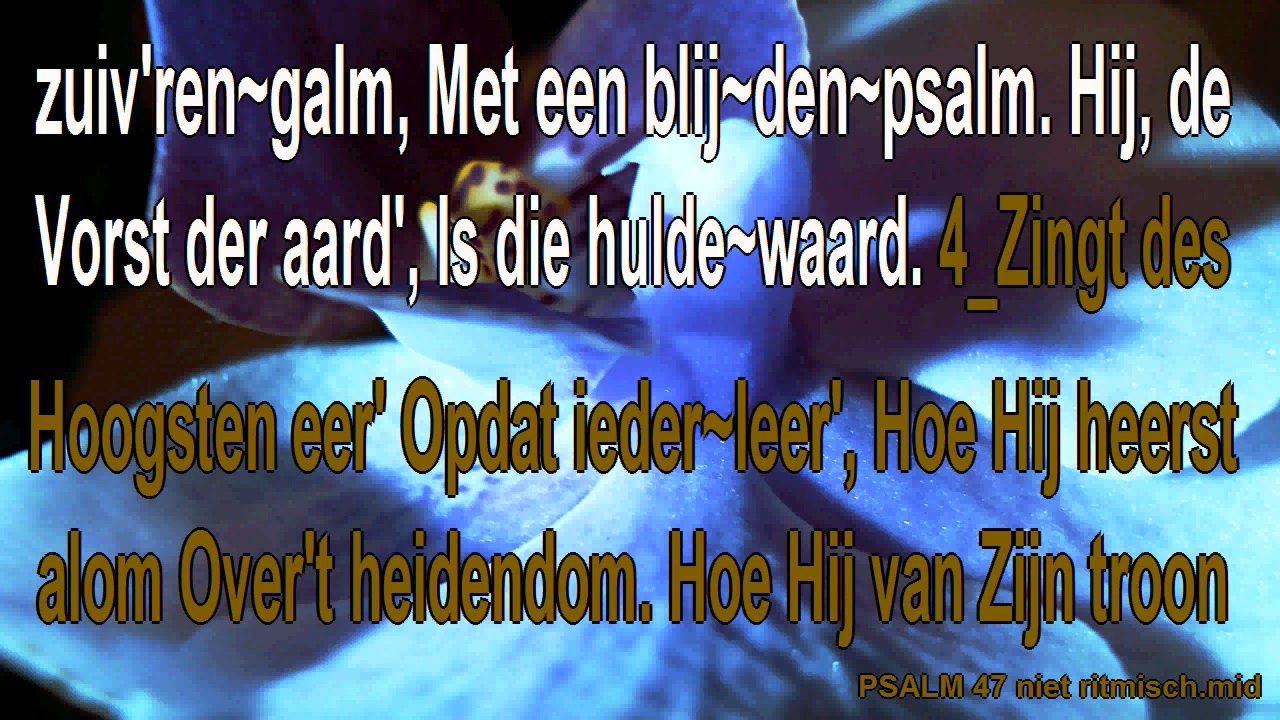 zuiv'ren~galm, Met een blij~den~psalm. Hij, de
Vorst der aard', Is die hulde~waard. 4_Zingt des
Hoogsten eer' Opdat ieder~leer', Hoe Hij heerst
alom Over't heidendom. Hoe Hij van Zijn troon
PSALM 47 niet ritmisch.mid